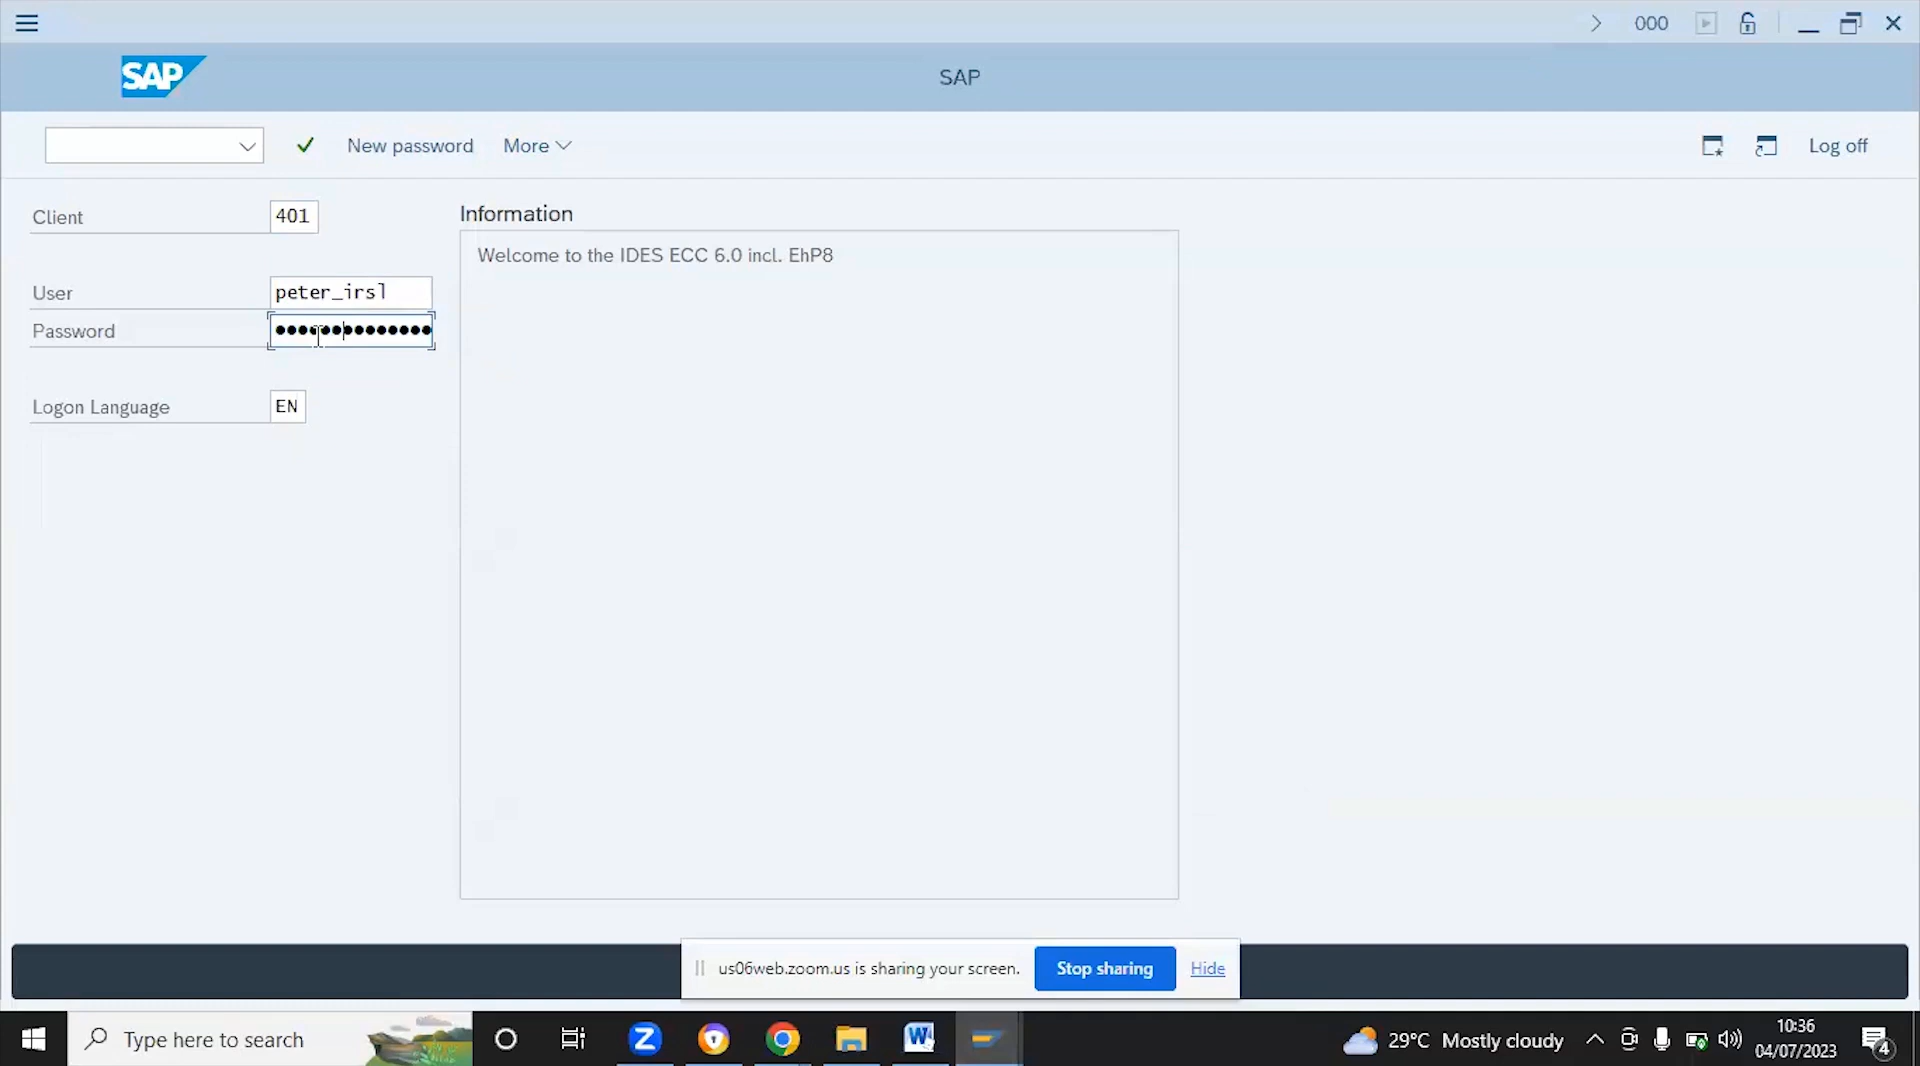 000
SAP
SAP
New password More Log off
Client 401
Information
Welcome to the IDES ECC 6.0 incl. EhP8
User peter_irsl
Password ●●●●●●●●●●●●●●
Logon Language EN
us06web.zoom.us is sharing your screen. Stop sharing Hide
Type here to search
Z
W
29°C Mostly cloudy
10:36
04/07/2023
4